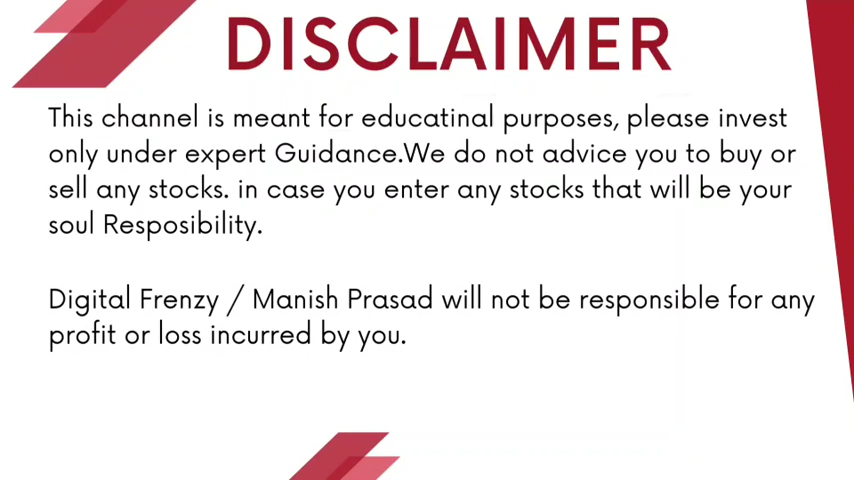 DISCLAIMER
This channel is meant for educatinal purposes, please invest
only under expert Guidance.We do not advice you to buy or
sell any stocks. in case you enter any stocks that will be your
soul Resposibility.
Digital Frenzy / Manish Prasad will not be responsible for any
profit or loss incurred by you.